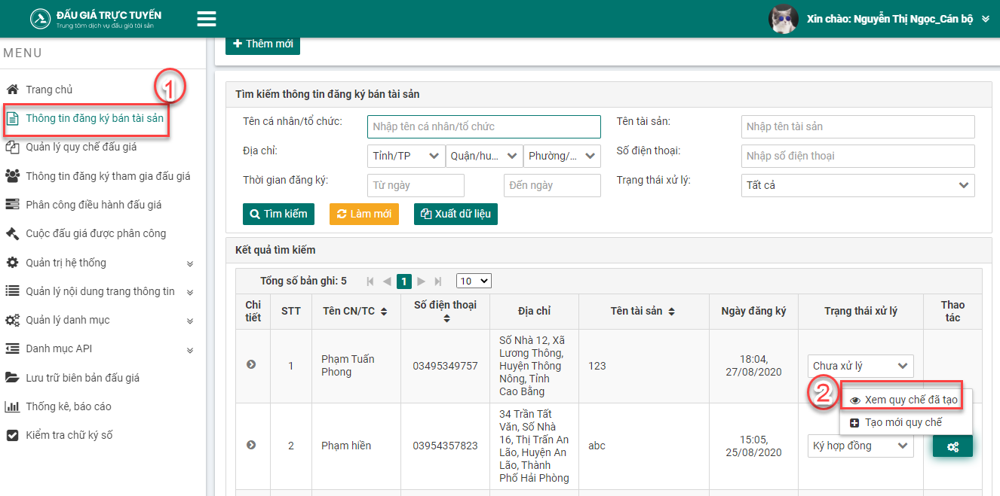 ĐẤU GIÁ TRỰC TUYẾN
Trung tâm dịch vụ đấu giá tài sản
Xin chào: Nguyễn Thị Ngọc_Cán bộ
MENU
Trang chủ
1
Thông tin đăng ký bán tài sản
Quản lý quy chế đấu giá
Thông tin đăng ký tham gia đấu giá
Phân công điều hành đấu giá
Cuộc đấu giá được phân công
Quản trị hệ thống
Quản lý nội dung trang thông tin
Quản lý danh mục
Danh mục API
Lưu trữ biên bản đấu giá
Thống kê, báo cáo
Kiểm tra chữ ký số
Thêm mới
Tìm kiếm thông tin đăng ký bán tài sản
Tên cá nhân/tổ chức: Nhập tên cá nhân/tổ chức Tên tài sản: Nhập tên tài sản
Địa chỉ: Tỉnh/TP Quận/hu... Phường/... Số điện thoại: Nhập số điện thoại
Thời gian đăng ký: Từ ngày Đến ngày Trạng thái xử lý: Tất cả
Tìm kiếm Làm mới Xuất dữ liệu
Kết quả tìm kiếm
Tổng số bản ghi: 5 1 10
Chi tiết STT Tên CN/TC Số điện thoại Địa chỉ Tên tài sản Ngày đăng ký Trạng thái xử lý Thao tác
1 Phạm Tuấn Phong 03495349757 Số Nhà 12, Xã Lương Thông, Huyện Thông Nông, Tỉnh Cao Bằng 123 18:04, 27/08/2020 Chưa xử lý
2 Xem quy chế đã tạo
Tạo mới quy chế
2 Phạm hiền 03954357823 34 Trần Tất Văn, Số Nhà 16, Thị Trấn An Lão, Huyện An Lão, Thành Phố Hải Phòng abc 15:05, 25/08/2020 Ký hợp đồng